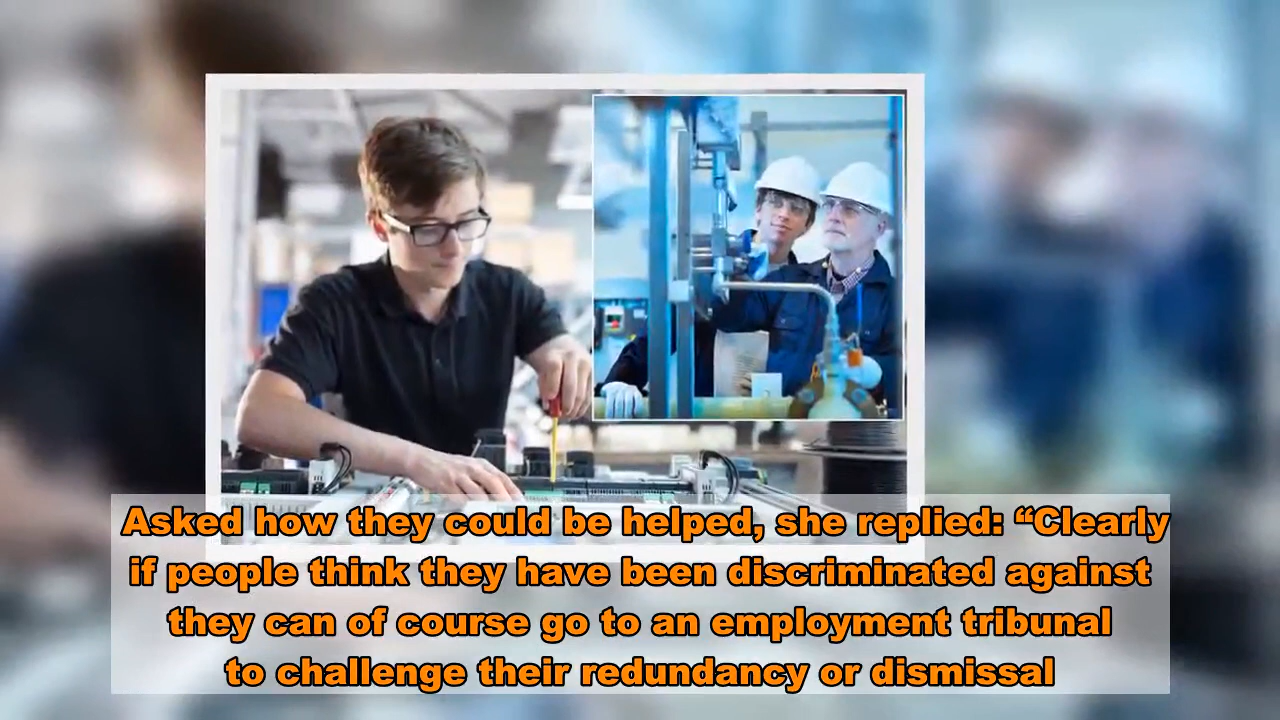 Asked how they could be helped, she replied: “Clearly
if people think they have been discriminated against
they can of course go to an employment tribunal
to challenge their redundancy or dismissal